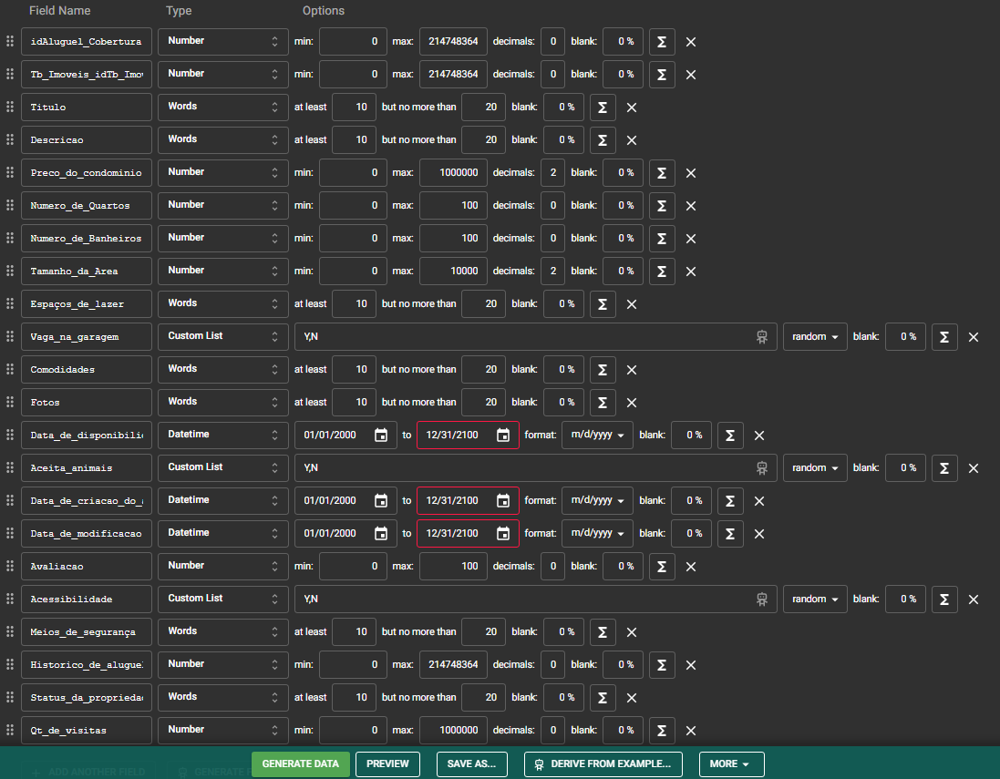 Field Name Type Options
idAluguel_Cobertura Number min: 0 max: 214748364 decimals: 0 blank: 0 % Σ
Tb_Imoveis_idTb_Imov Number min: 0 max: 214748364 decimals: 0 blank: 0 % Σ
Titulo Words at least 10 but no more than 20 blank: 0 % Σ
Descricao Words at least 10 but no more than 20 blank: 0 % Σ
Preco_do_condominio Number min: 0 max: 1000000 decimals: 2 blank: 0 % Σ
Numero_de_Quartos Number min: 0 max: 100 decimals: 0 blank: 0 % Σ
Numero_de_Banheiros Number min: 0 max: 100 decimals: 0 blank: 0 % Σ
Tamanho_da_Area Number min: 0 max: 10000 decimals: 2 blank: 0 % Σ
Espaços_de_lazer Words at least 10 but no more than 20 blank: 0 % Σ
Vaga_na_garagem Custom List Y,N random blank: 0 % Σ
Comodidades Words at least 10 but no more than 20 blank: 0 % Σ
Fotos Words at least 10 but no more than 20 blank: 0 % Σ
Data_de_disponibili Datetime 01/01/2000 to 12/31/2100 format: m/d/yyyy blank: 0 % Σ
Aceita_animais Custom List Y,N random blank: 0 % Σ
Data_de_criacao_do_ Datetime 01/01/2000 to 12/31/2100 format: m/d/yyyy blank: 0 % Σ
Data_de_modificacao Datetime 01/01/2000 to 12/31/2100 format: m/d/yyyy blank: 0 % Σ
Avaliacao Number min: 0 max: 100 decimals: 0 blank: 0 % Σ
Acessibilidade Custom List Y,N random blank: 0 % Σ
Meios_de_segurança Words at least 10 but no more than 20 blank: 0 % Σ
Historico_de_aluguel Number min: 0 max: 214748364 decimals: 0 blank: 0 % Σ
Status_da_propriedad Words at least 10 but no more than 20 blank: 0 % Σ
Qt_de_visitas Number min: 0 max: 1000000 decimals: 0 blank: 0 % Σ
+ ADD ANOTHER FIELD GENERATE GENERATE DATA PREVIEW SAVE AS... DERIVE FROM EXAMPLE... MORE